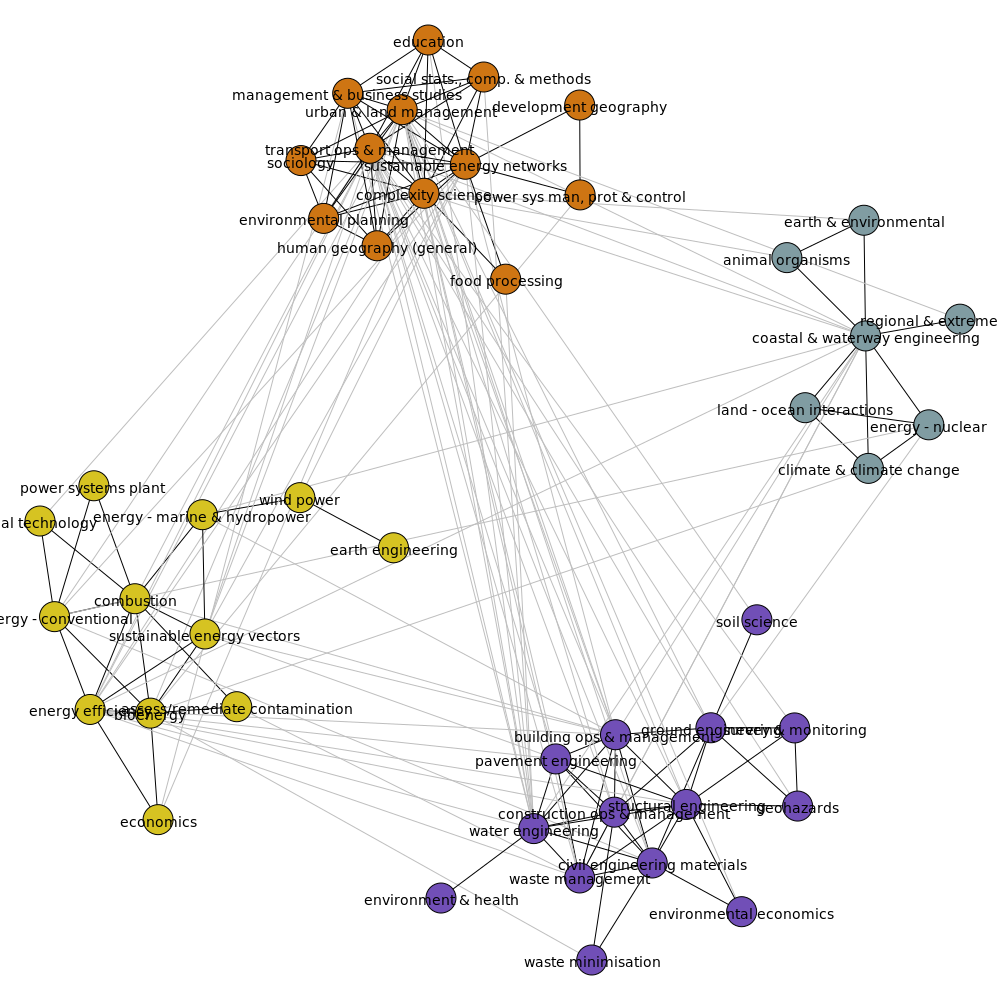 education
social stats., comp. & methods
management & business studies
development geography
urban & land management
transport ops & management
sociology
sustainable energy networks
complexity science
power sys man, prot & control
environmental planning
human geography (general)
food processing
earth & environmental
animal organisms
regional & extreme
coastal & waterway engineering
land - ocean interactions
energy - nuclear
climate & climate change
power systems plant
wind power
energy - marine & hydropower
al technology
earth engineering
combustion
ergy - conventional
sustainable energy vectors
energy efficiency
assess/remediate contamination
bioenergy
economics
soil science
building ops & management
ground engineering
survey & monitoring
pavement engineering
structural engineering
geohazards
construction ops & management
water engineering
civil engineering materials
waste management
environment & health
environmental economics
waste minimisation